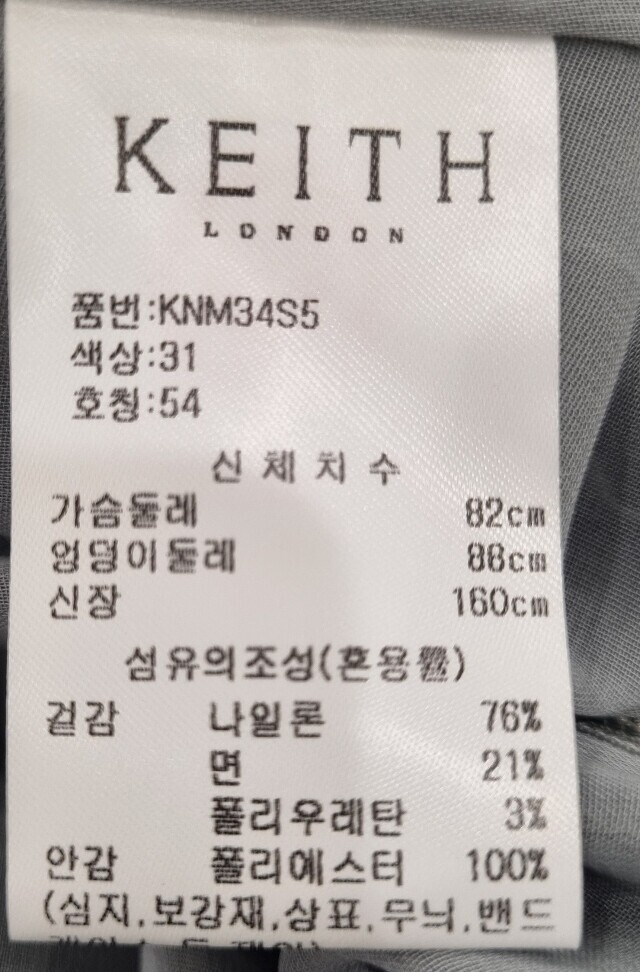 KEITH
LONDON
품번:KNM34S5
색상:31
호칭:54
신체치수
가슴둘레 82cm
엉덩이둘레 88cm
신장 160cm
섬유의조성(혼용률)
겉감 나일론 76%
면 21%
폴리우레탄 3%
안감 폴리에스터 100%
(심지,보강재,상표,무늬,밴드